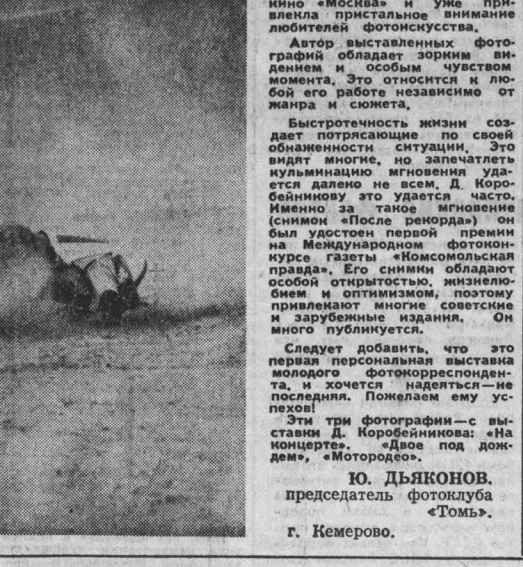 кино «Москва» и уже при-
влекла пристальное внимание
любителей фотоискусства.
Автор выставленных фото-
графий обладает зорким ви-
дением и особым чувством
момента. Это относится к лю-
бой его работе независимо от
жанра и сюжета.
Быстротечность жизни соз-
дает потрясающие по своей
обнаженности ситуации. Это
видят многие, но запечатлеть
кульминацию мгновения уда-
ется далеко не всем. Д. Коро-
бейникову это удается часто.
Именно за такое мгновение
(снимок «После рекорда») он
был удостоен первой премии
на Международном фотокон-
курсе газеты «Комсомольская
правда». Его снимки обладают
особой открытостью, жизнелю-
бием и оптимизмом, поэтому
привлекают многие советские
и зарубежные издания. Он
много публикуется.
Следует добавить, что это
первая персональная выставка
молодого фотокорреспонден-
та, и хочется надеяться—не
последняя. Пожелаем ему ус-
пехов!
Эти три фотографии—с вы-
ставки Д. Коробейникова: «На
концерте». «Двое под дож-
дем», «Мотородео».
Ю. ДЬЯКОНОВ.
председатель фотоклуба
«Томь».
г. Кемерово.